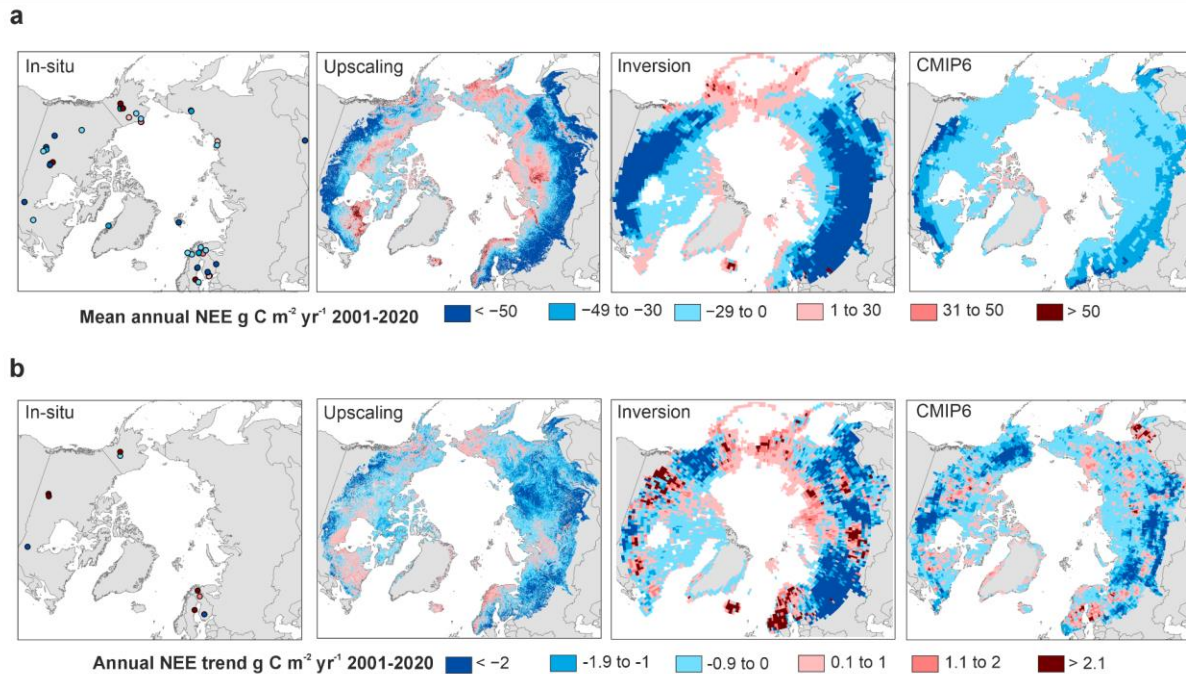 a
In-situ
Upscaling
Inversion
CMIP6
Mean annual NEE g C m⁻² yr⁻¹ 2001-2020
< −50
−49 to −30
−29 to 0
1 to 30
31 to 50
> 50
b
In-situ
Upscaling
Inversion
CMIP6
Annual NEE trend g C m⁻² yr⁻¹ 2001-2020
< −2
-1.9 to -1
-0.9 to 0
0.1 to 1
1.1 to 2
> 2.1